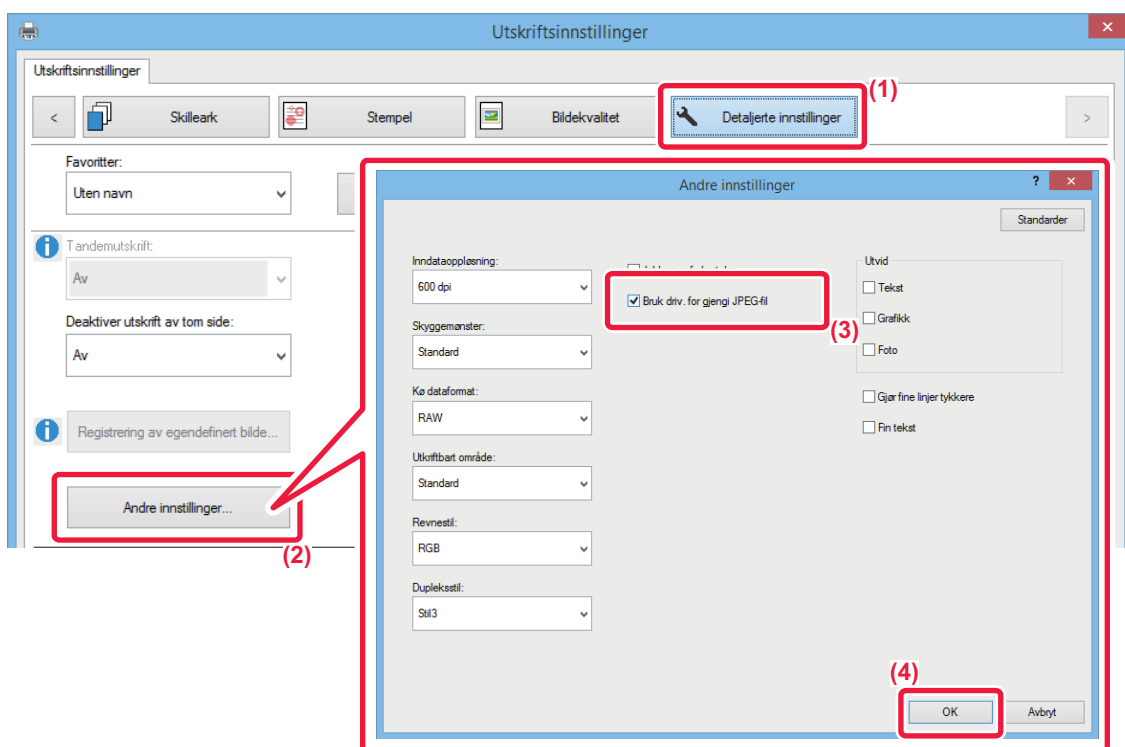 Utskriftsinnstillinger
Utskriftsinnstillinger
(1)
< Skilleark Stempel Bildekvalitet Detaljerte innstillinger >
Favoritter:
Uten navn
Tandemutskrift:
Av
Deaktiver utskrift av tom side:
Av
Registrering av egendefinert bilde...
Andre innstillinger...
(2)
Andre innstillinger
?
Standarder
Inndataoppløsning:
600 dpi
Skyggemønster:
Standard
Kø dataformat:
RAW
Utkriftbart område:
Standard
Revnestil:
RGB
Dupleksstil:
Stil3
Bruk driv. for gjengi JPEG-fil
(3)
Utvid
Tekst
Grafikk
Foto
Gjør fine linjer tykkere
Fin tekst
(4)
OK Avbryt